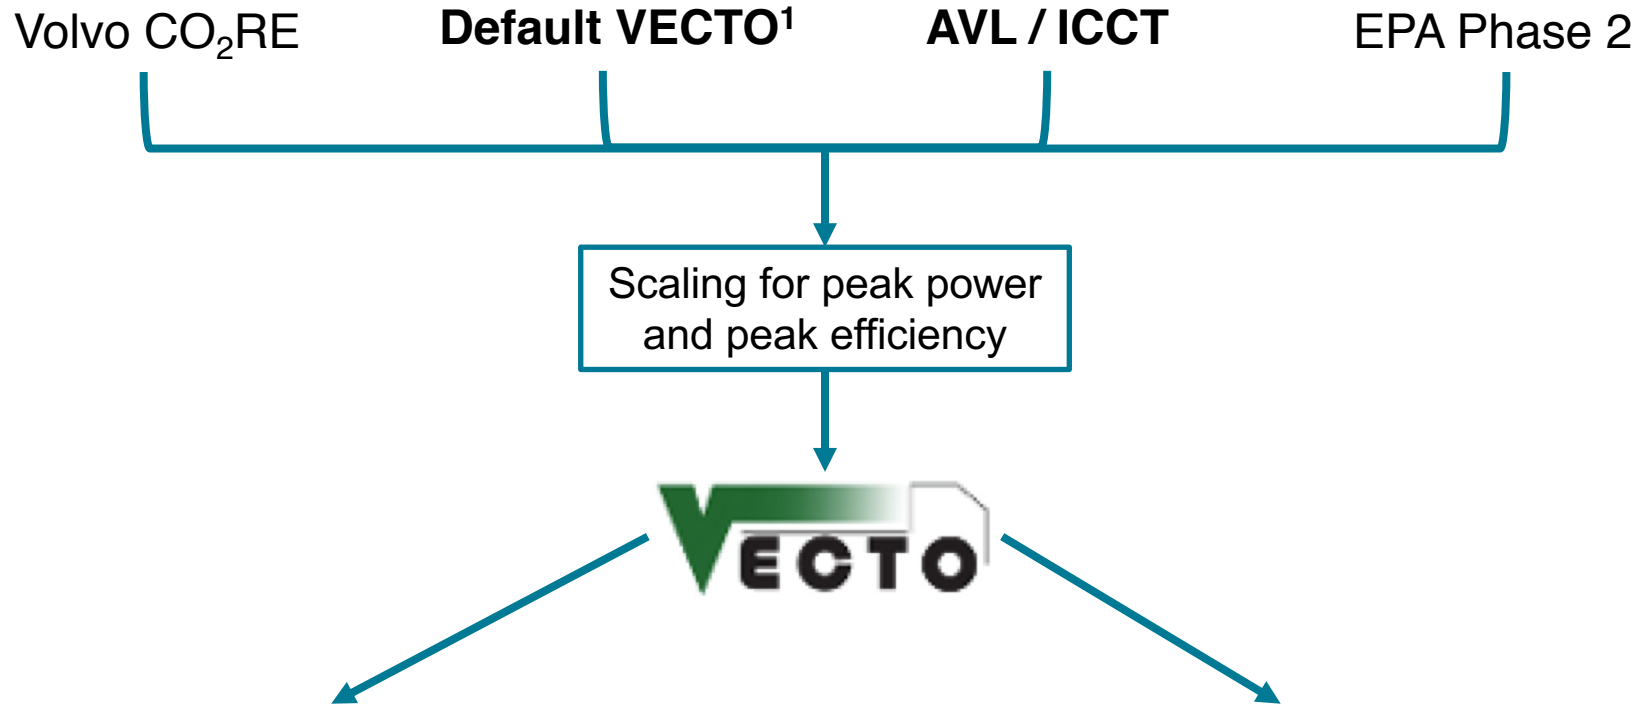 Volvo CO₂RE
Default VECTO¹
AVL / ICCT
EPA Phase 2
Scaling for peak power
and peak efficiency
VECTO